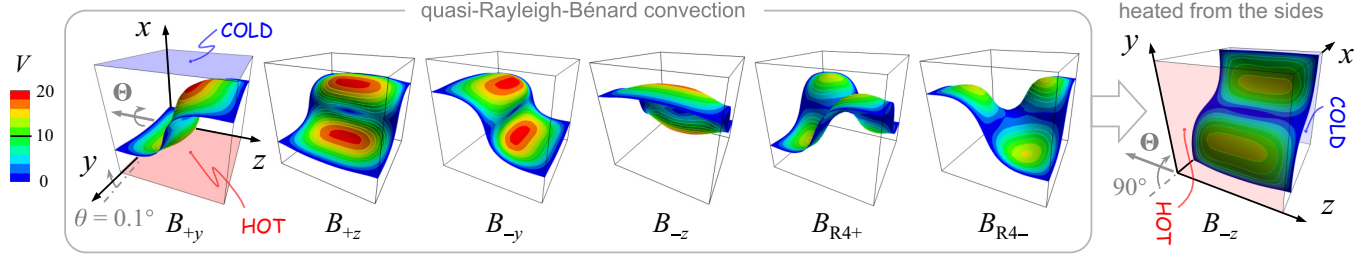 quasi-Rayleigh-Bénard convection
heated from the sides
V
20
10
0
x
COLD
Θ
y
z
θ = 0.1°
HOT
B+y
B+z
B−y
B−z
BR4+
BR4−
y
x
COLD
Θ
90°
HOT
z
B−z